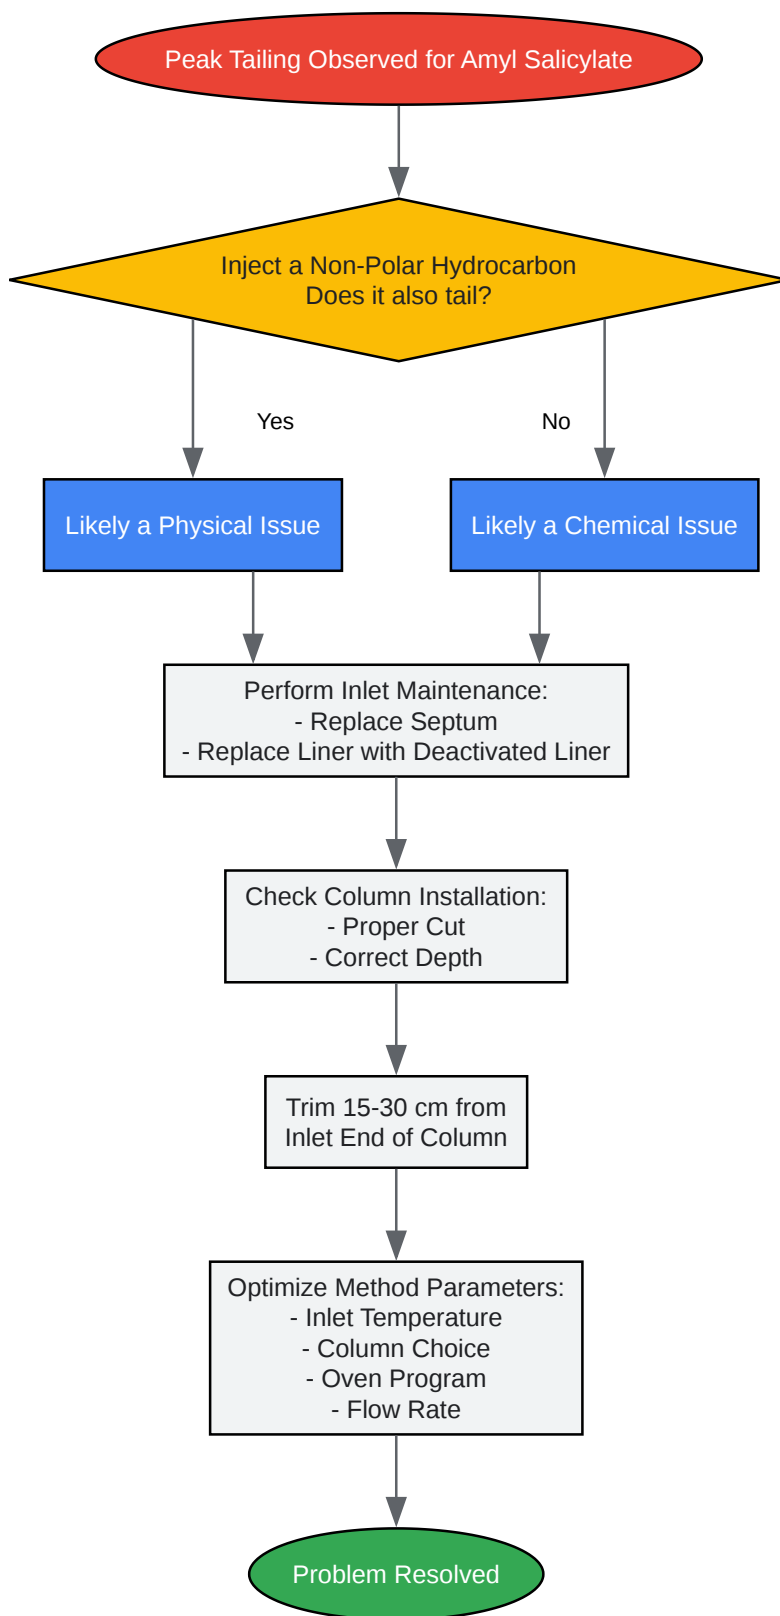 Peak Tailing Observed for Amyl Salicylate
Inject a Non-Polar Hydrocarbon
Does it also tail?
Yes
No
Likely a Physical Issue
Likely a Chemical Issue
Perform Inlet Maintenance:
- Replace Septum
- Replace Liner with Deactivated Liner
Check Column Installation:
- Proper Cut
- Correct Depth
Trim 15-30 cm from
Inlet End of Column
Optimize Method Parameters:
- Inlet Temperature
- Column Choice
- Oven Program
- Flow Rate
Problem Resolved